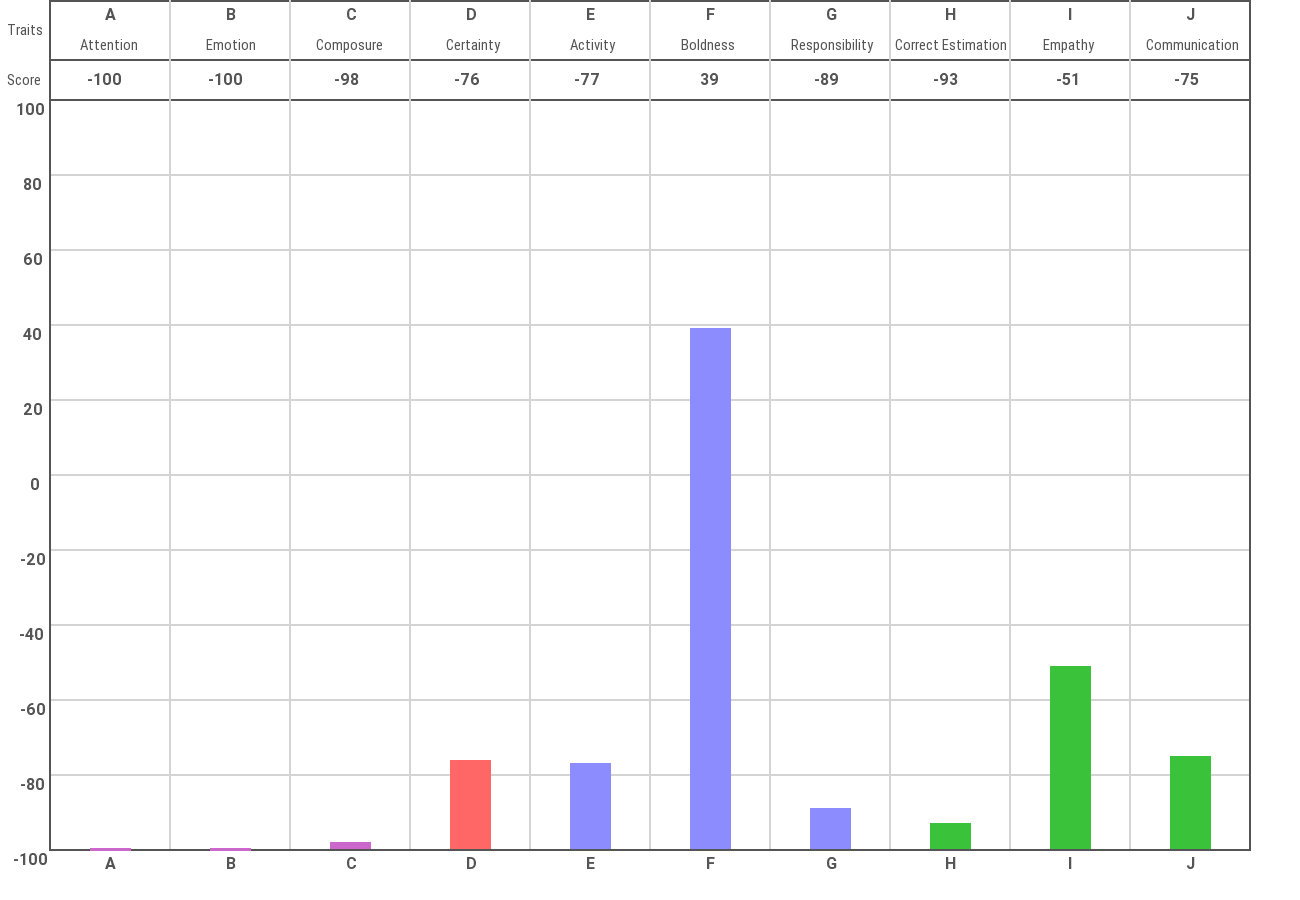 A B C D E F G H I J
Traits
Attention Emotion Composure Certainty Activity Boldness Responsibility Correct Estimation Empathy Communication
Score -100 -100 -98 -76 -77 39 -89 -93 -51 -75
100
80
60
40
20
0
-20
-40
-60
-80
-100
A B C D E F G H I J